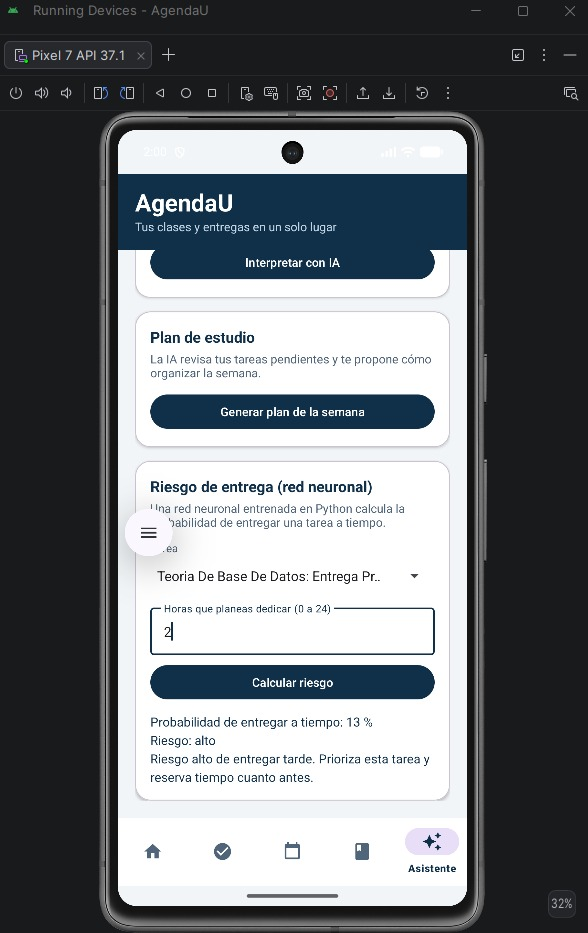 Running Devices - AgendaU
Pixel 7 API 37.1
2:00
AgendaU
Tus clases y entregas en un solo lugar
Interpretar con IA
Plan de estudio
La IA revisa tus tareas pendientes y te propone cómo
organizar la semana.
Generar plan de la semana
Riesgo de entrega (red neuronal)
Una red neuronal entrenada en Python calcula la
babilidad de entregar una tarea a tiempo.
ea
Teoria De Base De Datos: Entrega Pr..
Horas que planeas dedicar (0 a 24)
2
Calcular riesgo
Probabilidad de entregar a tiempo: 13 %
Riesgo: alto
Riesgo alto de entregar tarde. Prioriza esta tarea y
reserva tiempo cuanto antes.
Asistente
32%